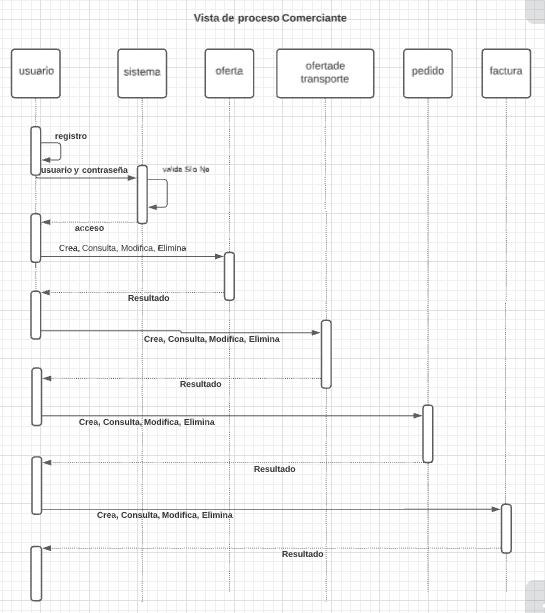 Vista de proceso Comerciante
usuario
sistema
oferta
ofertade
transporte
pedido
factura
registro
usuario y contraseña
valida Si o No
acceso
Crea, Consulta, Modifica, Elimina
Resultado
Crea, Consulta, Modifica, Elimina
Resultado
Crea, Consulta, Modifica, Elimina
Resultado
Crea, Consulta, Modifica, Elimina
Resultado